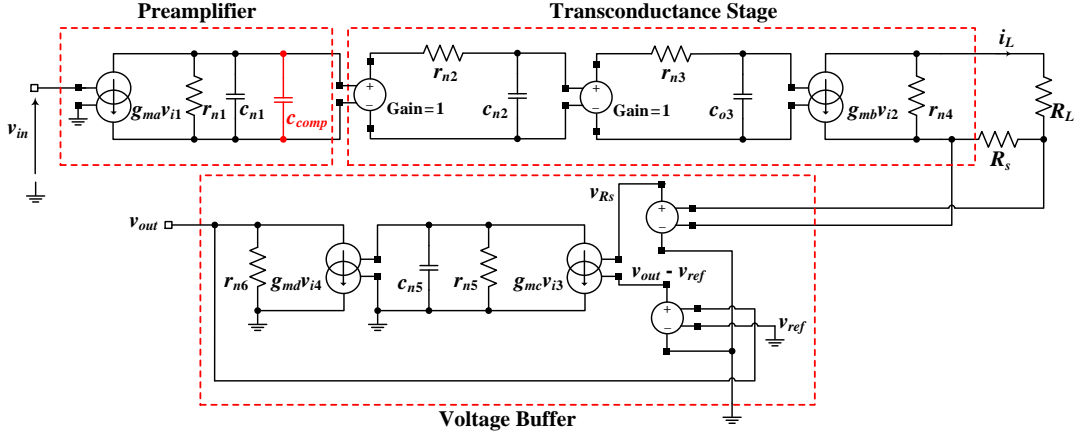 Preamplifier
Transconductance Stage
v_in
g_ma v_i1
r_n1
c_n1
c_comp
Gain=1
r_n2
c_n2
Gain=1
r_n3
c_o3
g_mb v_i2
r_n4
i_L
R_L
R_s
v_out
r_n6
g_md v_i4
c_n5
r_n5
g_mc v_i3
v_Rs
v_out - v_ref
v_ref
Voltage Buffer